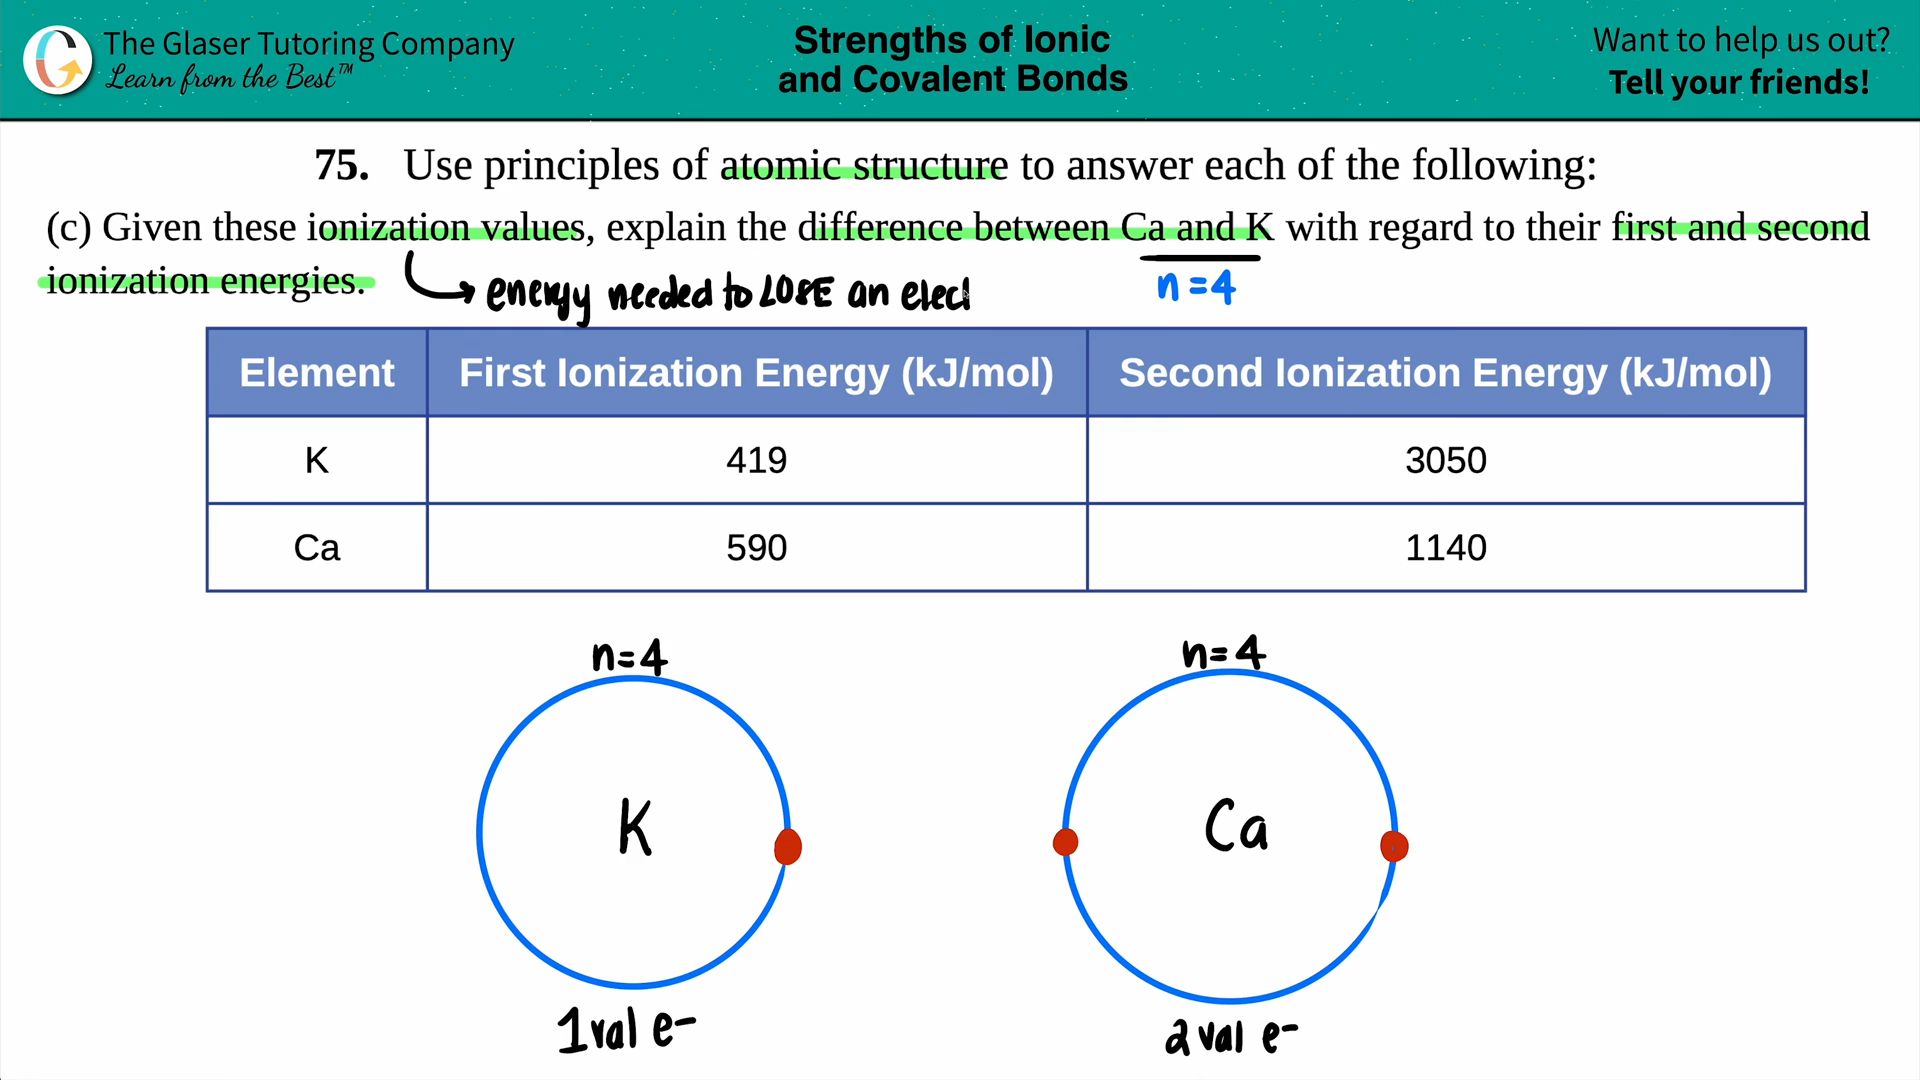 The Glaser Tutoring Company
Learn from the Best™
Strengths of Ionic
and Covalent Bonds
Want to help us out?
Tell your friends!
75. Use principles of atomic structure to answer each of the following:
(c) Given these ionization values, explain the difference between Ca and K with regard to their first and second
ionization energies.
energy needed to LOSE an elect
n=4
Element First Ionization Energy (kJ/mol) Second Ionization Energy (kJ/mol)
K 419 3050
Ca 590 1140
n=4 n=4
K Ca
1 val e- 2 val e-